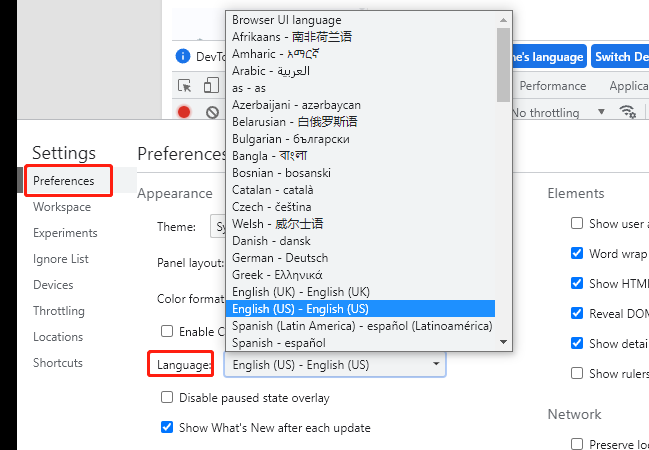 Browser UI language
Afrikaans - 南非荷兰语
Amharic - አማርኛ
Arabic - العربية
as - as
Azerbaijani - azərbaycan
Belarusian - 白俄罗斯语
Bulgarian - български
Bangla - বাংলা
Bosnian - bosanski
Catalan - català
Czech - čeština
Welsh - 威尔士语
Danish - dansk
German - Deutsch
Greek - Ελληνικά
English (UK) - English (UK)
English (US) - English (US)
Spanish (Latin America) - español (Latinoamérica)
Spanish - español
DevTo
e's language
Switch De
Performance
Applica
No throttling
Settings
Preferences
Workspace
Experiments
Ignore List
Devices
Throttling
Locations
Shortcuts
Preferences
Appearance
Theme: Sy
Panel layout:
Color format
Enable C
Language: English (US) - English (US)
Disable paused state overlay
Show What's New after each update
Elements
Show user a
Word wrap
Show HTM
Reveal DOM
Show detai
Show rulers
Network
Preserve lo